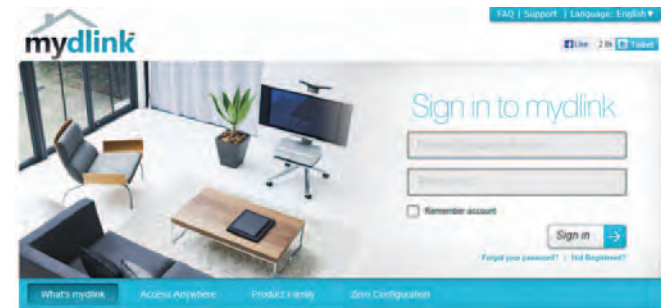 FAQ | Support | Language: English ▼
mydlink
Like
Tweet
Sign in to mydlink
Remember account
Sign in
Forgot your password? | Not Registered?
What's mydlink Access Anywhere Product Family Zero Configuration